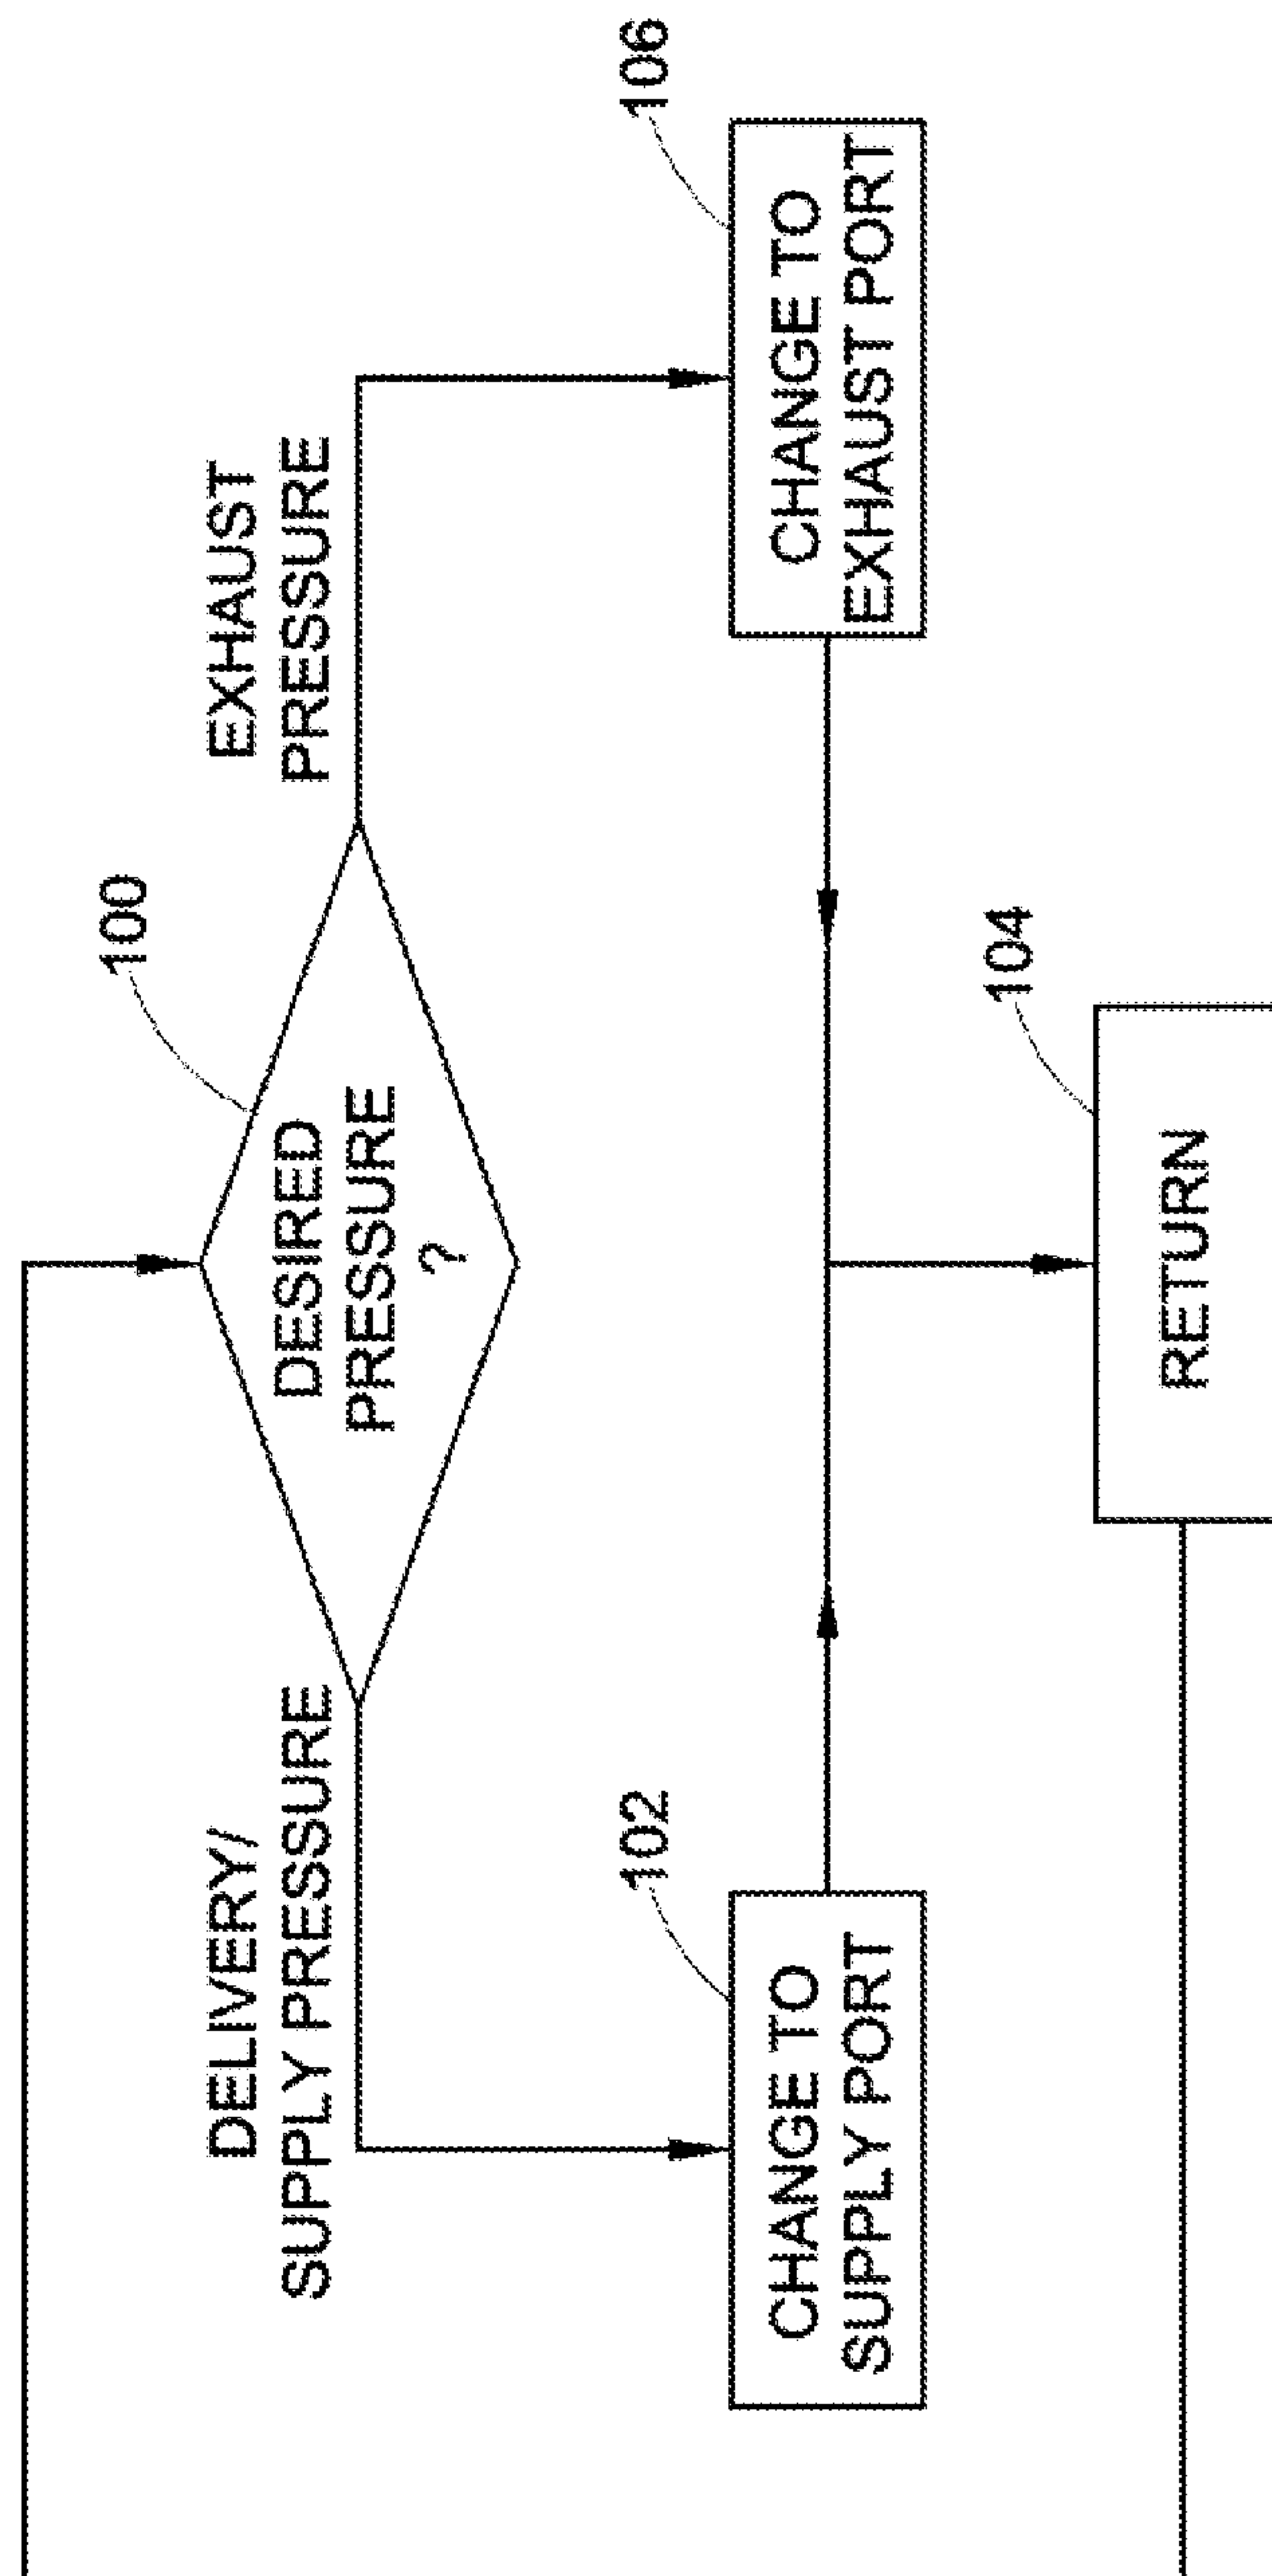 100
DESIRED
PRESSURE
?
DELIVERY/
SUPPLY PRESSURE
EXHAUST
PRESSURE
102
CHANGE TO
SUPPLY PORT
106
CHANGE TO
EXHAUST PORT
104
RETURN